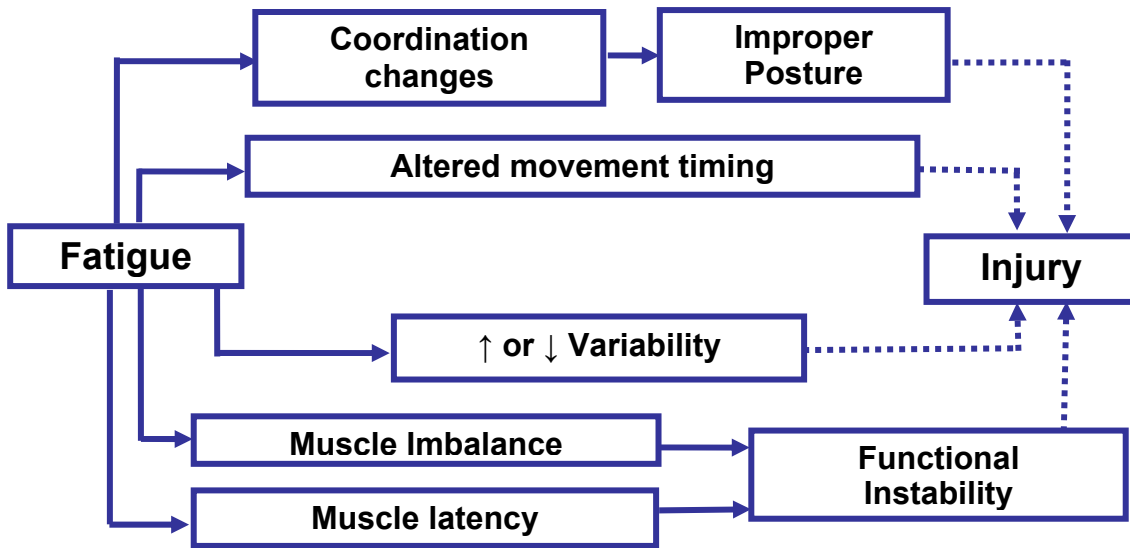 Coordination
changes
Improper
Posture
Altered movement timing
Fatigue
Injury
↑ or ↓ Variability
Muscle Imbalance
Functional
Instability
Muscle latency